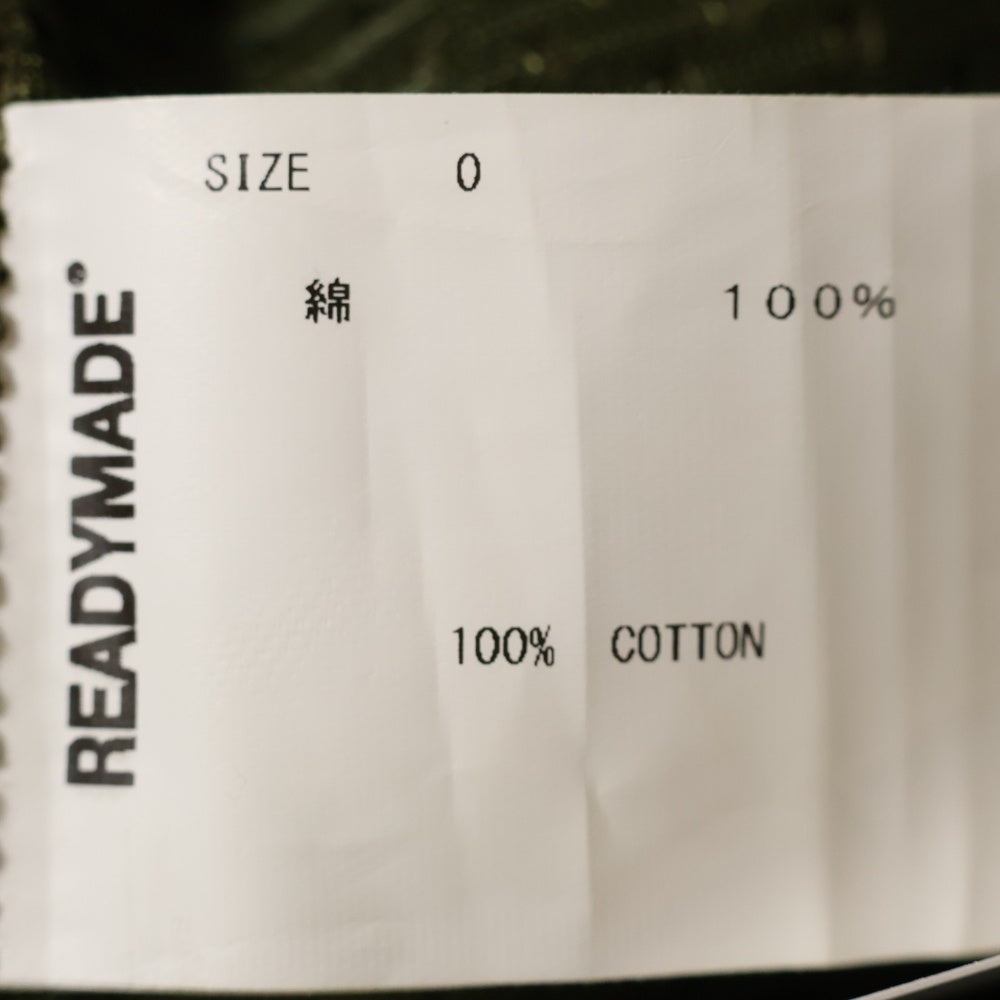 SIZE 0
綿 100%
100% COTTON
READYMADE®